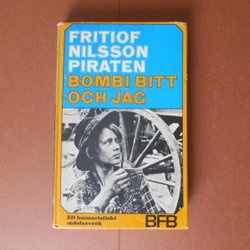 FRITIOF
NILSSON
PIRATEN
BOMBI BITT
OCH JAG
Ett humoristiskt
mästerverk
BFB